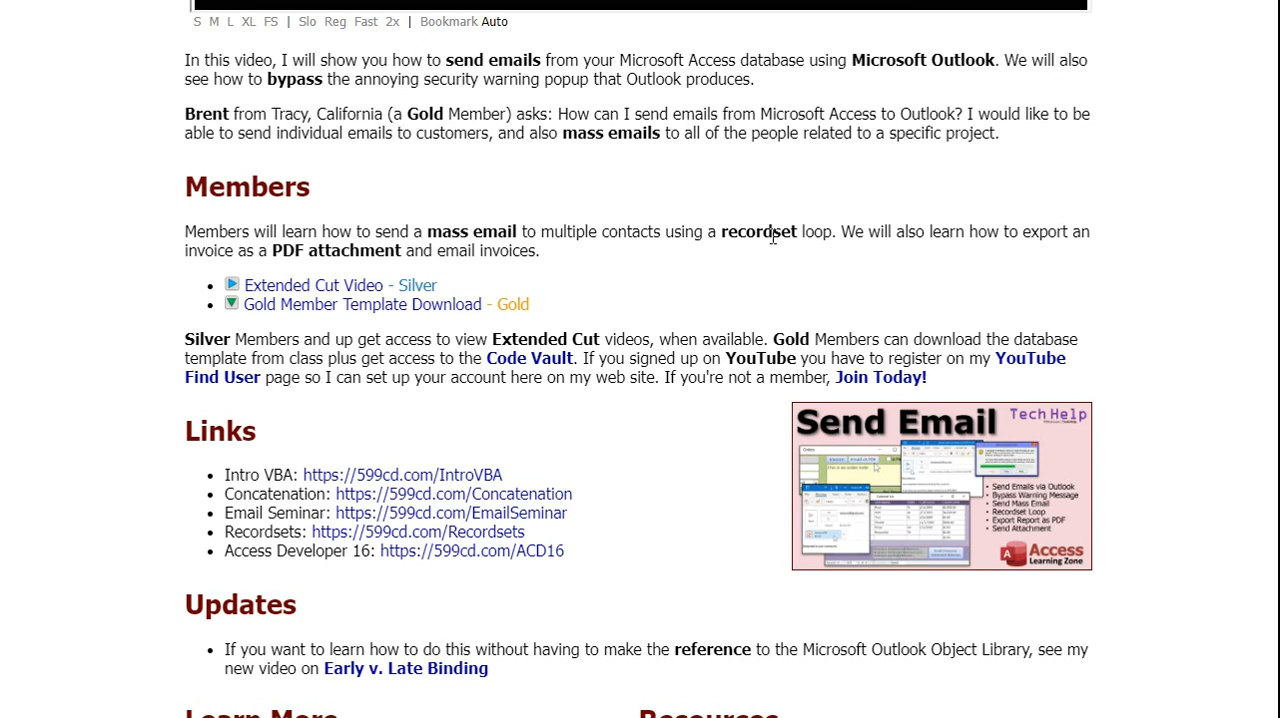 S M L XL FS | Slo Reg Fast 2x | Bookmark Auto
In this video, I will show you how to send emails from your Microsoft Access database using Microsoft Outlook. We will also
see how to bypass the annoying security warning popup that Outlook produces.
Brent from Tracy, California (a Gold Member) asks: How can I send emails from Microsoft Access to Outlook? I would like to be
able to send individual emails to customers, and also mass emails to all of the people related to a specific project.
Members
Members will learn how to send a mass email to multiple contacts using a recordset loop. We will also learn how to export an
invoice as a PDF attachment and email invoices.
Extended Cut Video - Silver
Gold Member Template Download - Gold
Silver Members and up get access to view Extended Cut videos, when available. Gold Members can download the database
template from class plus get access to the Code Vault. If you signed up on YouTube you have to register on my YouTube
Find User page so I can set up your account here on my web site. If you're not a member, Join Today!
Links
Intro VBA: https://599cd.com/IntroVBA
Concatenation: https://599cd.com/Concatenation
Email Seminar: https://599cd.com/EmailSeminar
Recordsets: https://599cd.com/Recordsets
Access Developer 16: https://599cd.com/ACD16
Send Email
Tech Help
Send Emails via Outlook
Bypass Warning Message
Send Mass Email
Recordset Loop
Export Report as PDF
Send Attachment
Access
Learning Zone
Updates
If you want to learn how to do this without having to make the reference to the Microsoft Outlook Object Library, see my
new video on Early v. Late Binding
Learn More
Resources